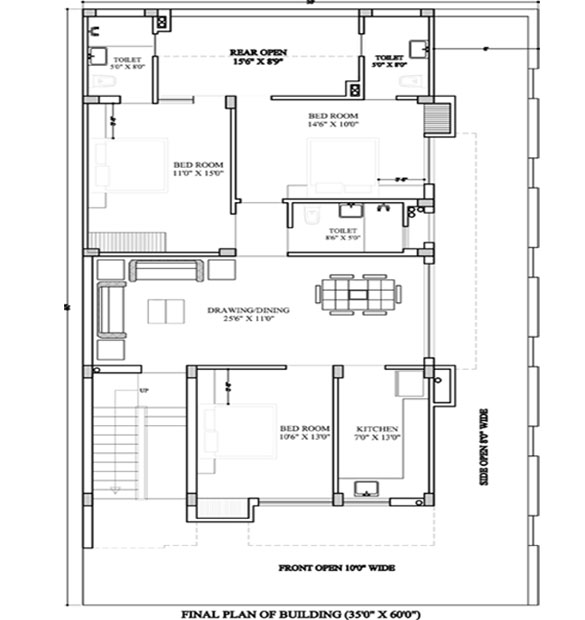 REAR OPEN
15'6" X 8'9"
TOILET
5'0" X 8'0"
TOILET
5'0" X 8'0"
BED ROOM
14'6" X 10'0"
BED ROOM
11'0" X 15'0"
TOILET
8'6" X 5'0"
DRAWING/DINING
25'6" X 11'0"
UP
BED ROOM
10'6" X 13'0"
KITCHEN
7'0" X 13'0"
SIDE OPEN 8'0" WIDE
FRONT OPEN 10'0" WIDE
FINAL PLAN OF BUILDING (35'0" X 60'0")